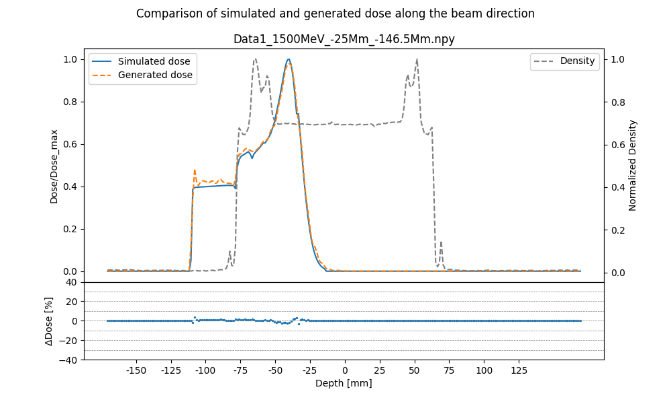 Comparison of simulated and generated dose along the beam direction
Data1_1500MeV_-25Mm_-146.5Mm.npy
Simulated dose
Generated dose
Density
Dose/Dose_max
1.0
0.8
0.6
0.4
0.2
0.0
Normalized Density
1.0
0.8
0.6
0.4
0.2
0.0
ΔDose [%]
40
20
0
−20
−40
-150 -125 -100 -75 -50 -25 0 25 50 75 100 125
Depth [mm]